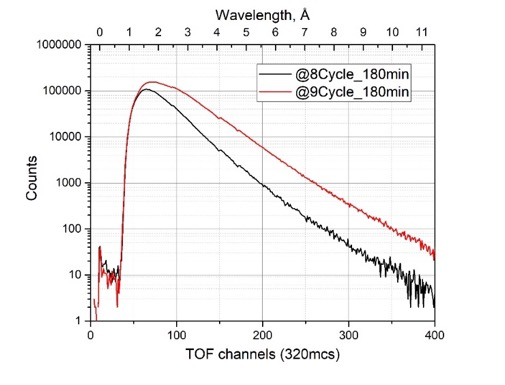 Wavelength, Å
0 1 2 3 4 5 6 7 8 9 10 11
1000000
100000
10000
1000
100
10
1
Counts
@8Cycle_180min
@9Cycle_180min
0 100 200 300 400
TOF channels (320mcs)